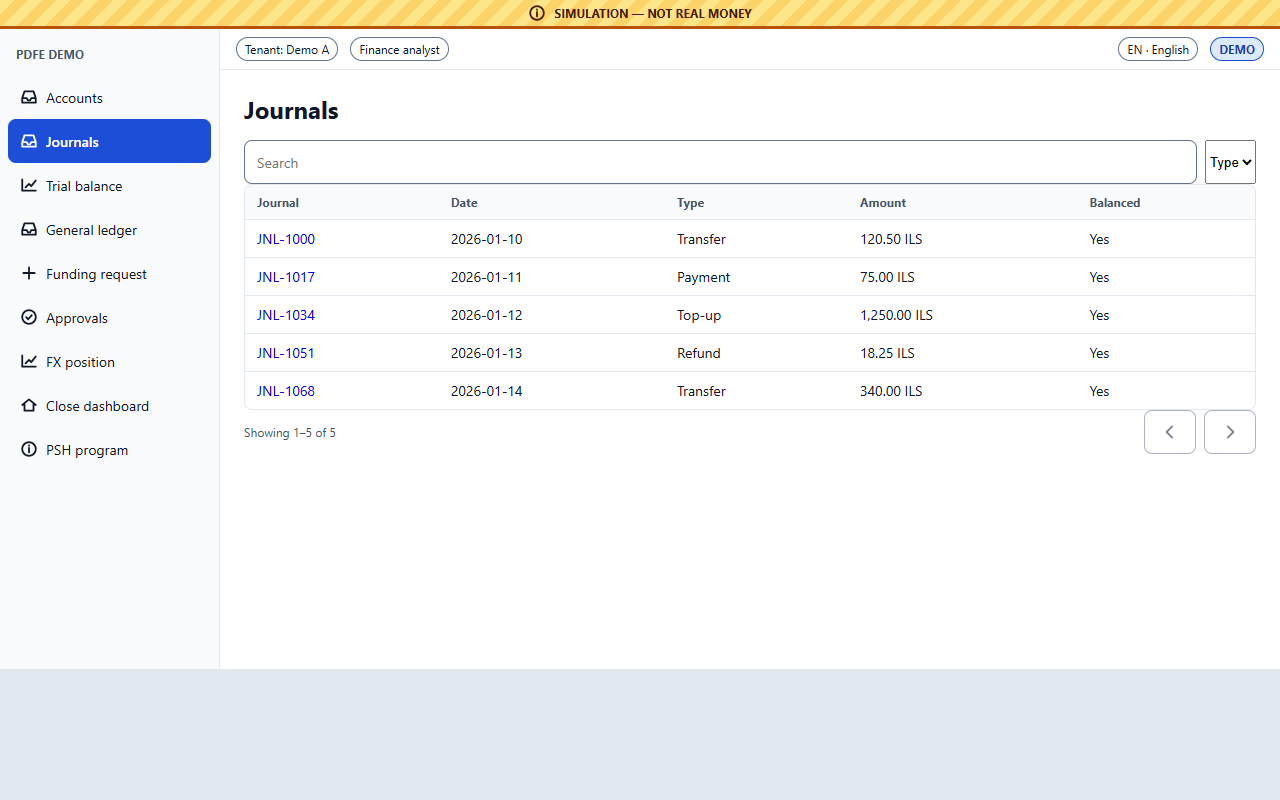 SIMULATION — NOT REAL MONEY
PDFE DEMO
Tenant: Demo A
Finance analyst
EN · English
DEMO
Accounts
Journals
Trial balance
General ledger
Funding request
Approvals
FX position
Close dashboard
PSH program
Journals
Search
Type
Journal Date Type Amount Balanced
JNL-1000 2026-01-10 Transfer 120.50 ILS Yes
JNL-1017 2026-01-11 Payment 75.00 ILS Yes
JNL-1034 2026-01-12 Top-up 1,250.00 ILS Yes
JNL-1051 2026-01-13 Refund 18.25 ILS Yes
JNL-1068 2026-01-14 Transfer 340.00 ILS Yes
Showing 1–5 of 5